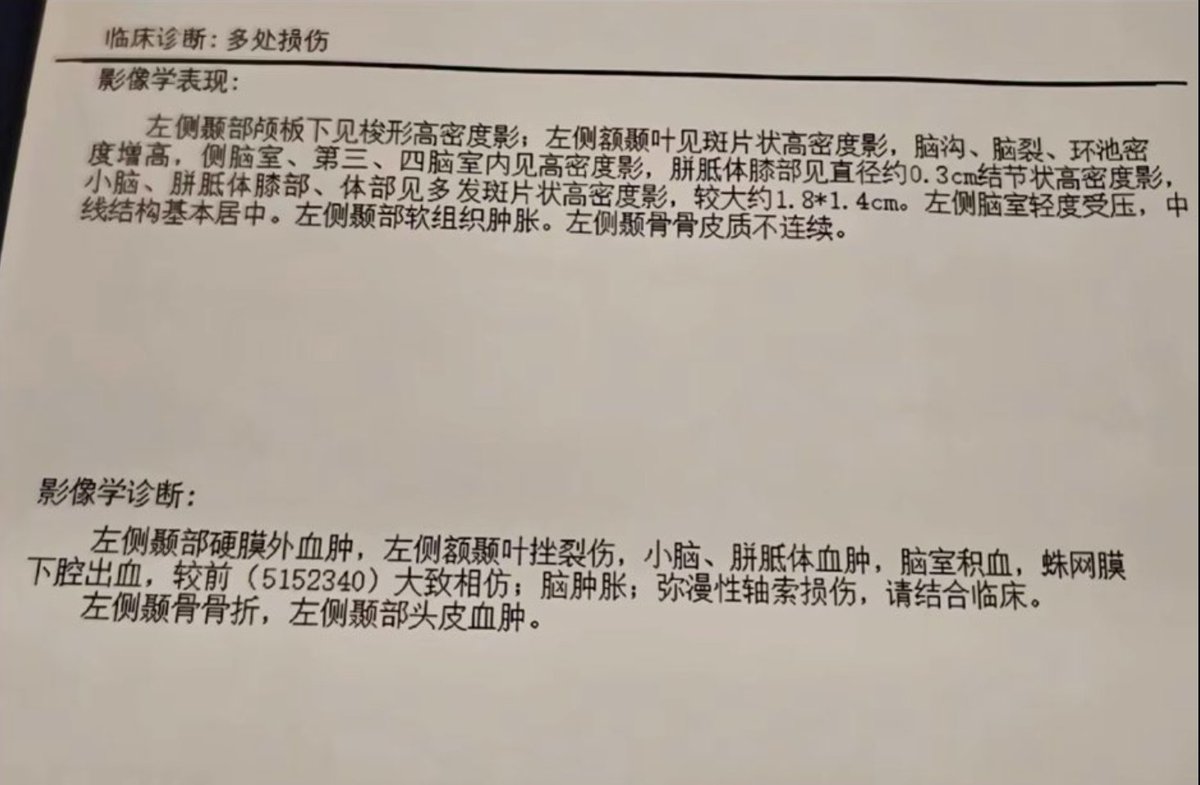 临床诊断:多处损伤
影像学表现:
左侧颞部颅板下见梭形高密度影;左侧额颞叶见斑片状高密度影,脑沟、脑裂、环池密
度增高,侧脑室、第三、四脑室内见高密度影,胼胝体膝部见直径约0.3cm结节状高密度影,
小脑、胼胝体膝部、体部见多发斑片状高密度影,较大约1.8*1.4cm。左侧脑室轻度受压,中
线结构基本居中。左侧颞部软组织肿胀。左侧颞骨骨皮质不连续。
影像学诊断:
左侧颞部硬膜外血肿,左侧额颞叶挫裂伤,小脑、胼胝体血肿,脑室积血,蛛网膜
下腔出血,较前(5152340)大致相仿;脑肿胀;弥漫性轴索损伤,请结合临床。
左侧颞骨骨折,左侧颞部头皮血肿。